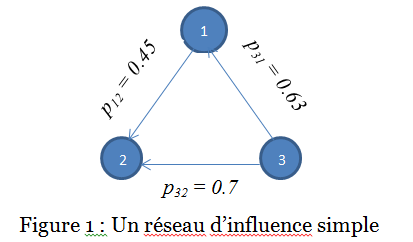 1
p12 = 0.45
p31 = 0.63
2
3
p32 = 0.7
Figure 1 : Un réseau d’influence simple